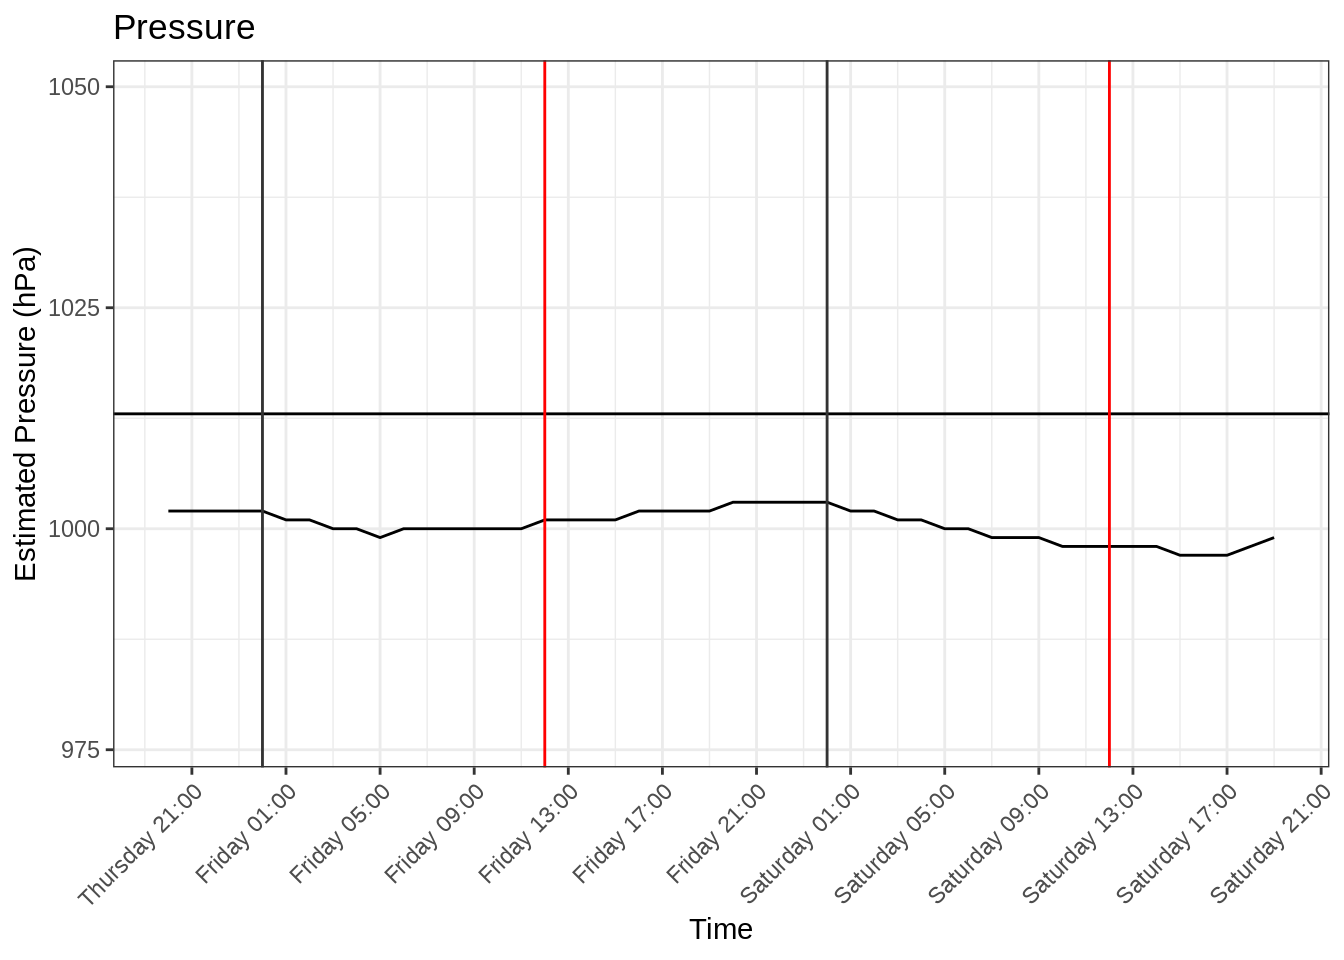 Pressure
Estimated Pressure (hPa)
1050
1025
1000
975
Thursday 21:00
Friday 01:00
Friday 05:00
Friday 09:00
Friday 13:00
Friday 17:00
Friday 21:00
Saturday 01:00
Saturday 05:00
Saturday 09:00
Saturday 13:00
Saturday 17:00
Saturday 21:00
Time